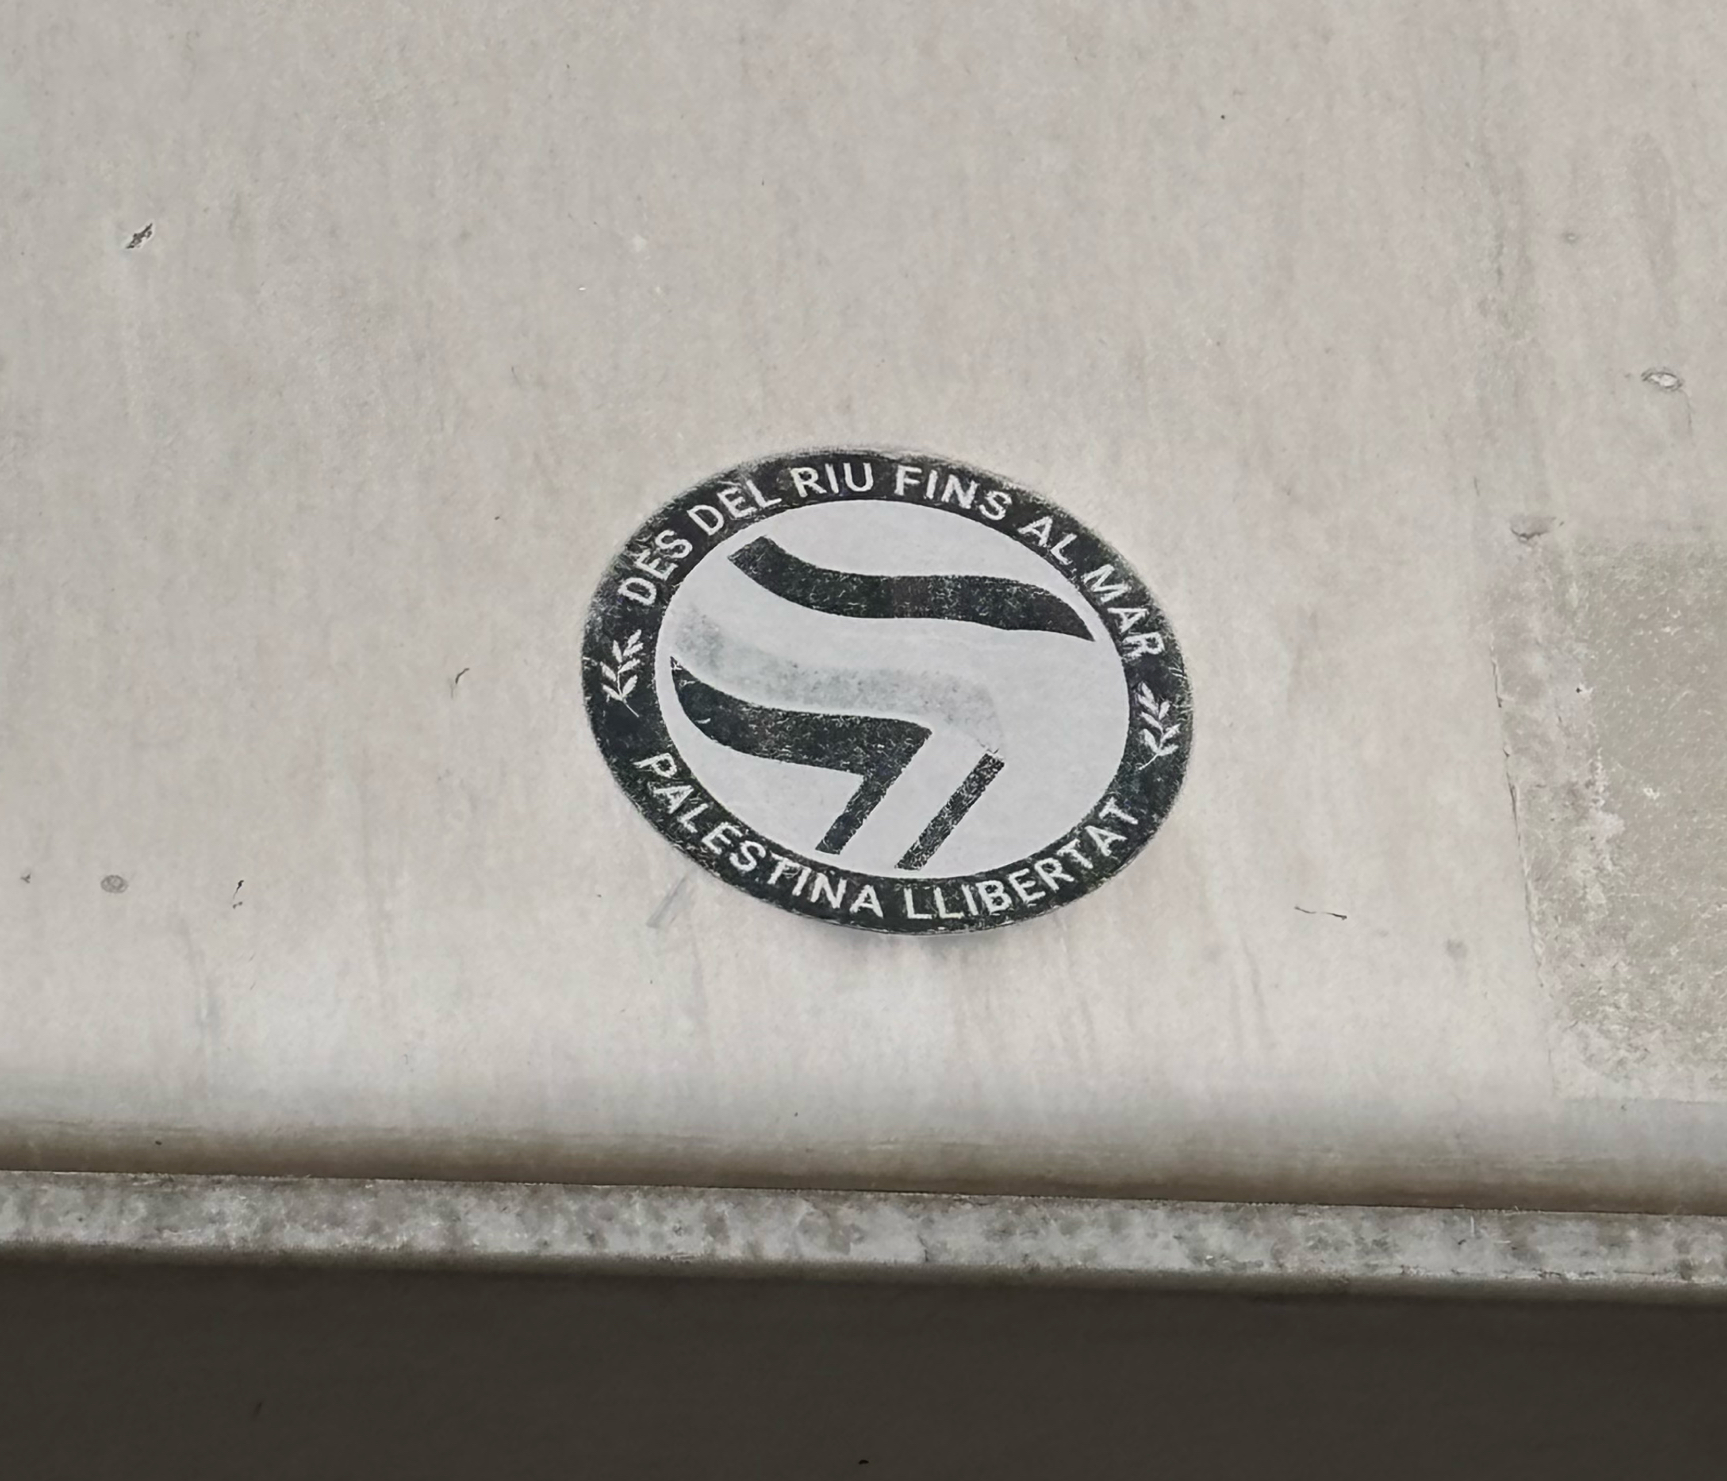 DES DEL RIU FINS AL MAR
PALESTINA LLIBERTAT